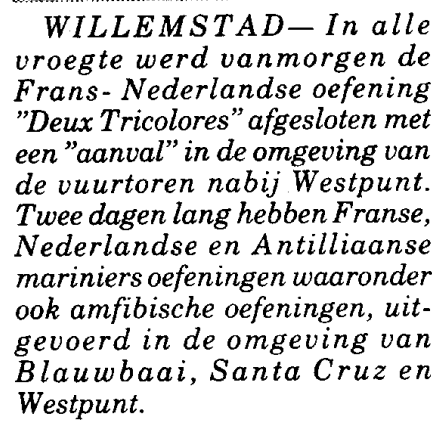 WILLEMSTAD— In alle
vroegte werd vanmorgen de
Frans- Nederlandse oefening
”Deux Tricolores” afgesloten met
een ”aanval” in de omgeving van
de vuurtoren nabij Westpunt.
Twee dagen lang hebben Franse,
Nederlandse en Antilliaanse
mariniers oefeningen waaronder
ook amfibische oefeningen, uit-
gevoerd in de omgeving van
Blauwbaai, Santa Cruz en
Westpunt.